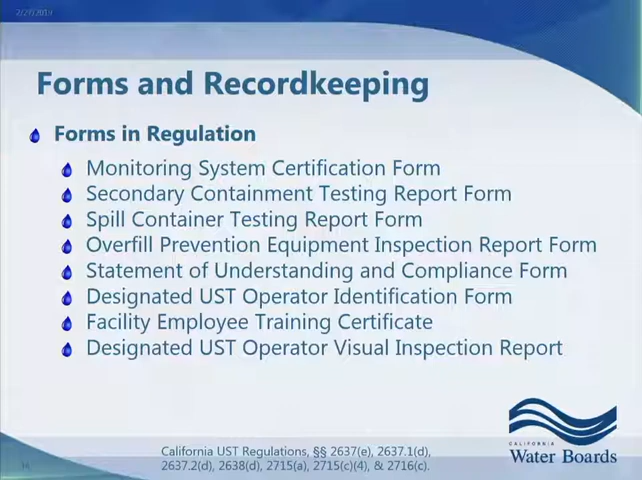 2/27/2019
Forms and Recordkeeping
Forms in Regulation
Monitoring System Certification Form
Secondary Containment Testing Report Form
Spill Container Testing Report Form
Overfill Prevention Equipment Inspection Report Form
Statement of Understanding and Compliance Form
Designated UST Operator Identification Form
Facility Employee Training Certificate
Designated UST Operator Visual Inspection Report
California UST Regulations, §§ 2637(e), 2637.1(d),
2637.2(d), 2638(d), 2715(a), 2715(c)(4), & 2716(c).
CALIFORNIA
Water Boards